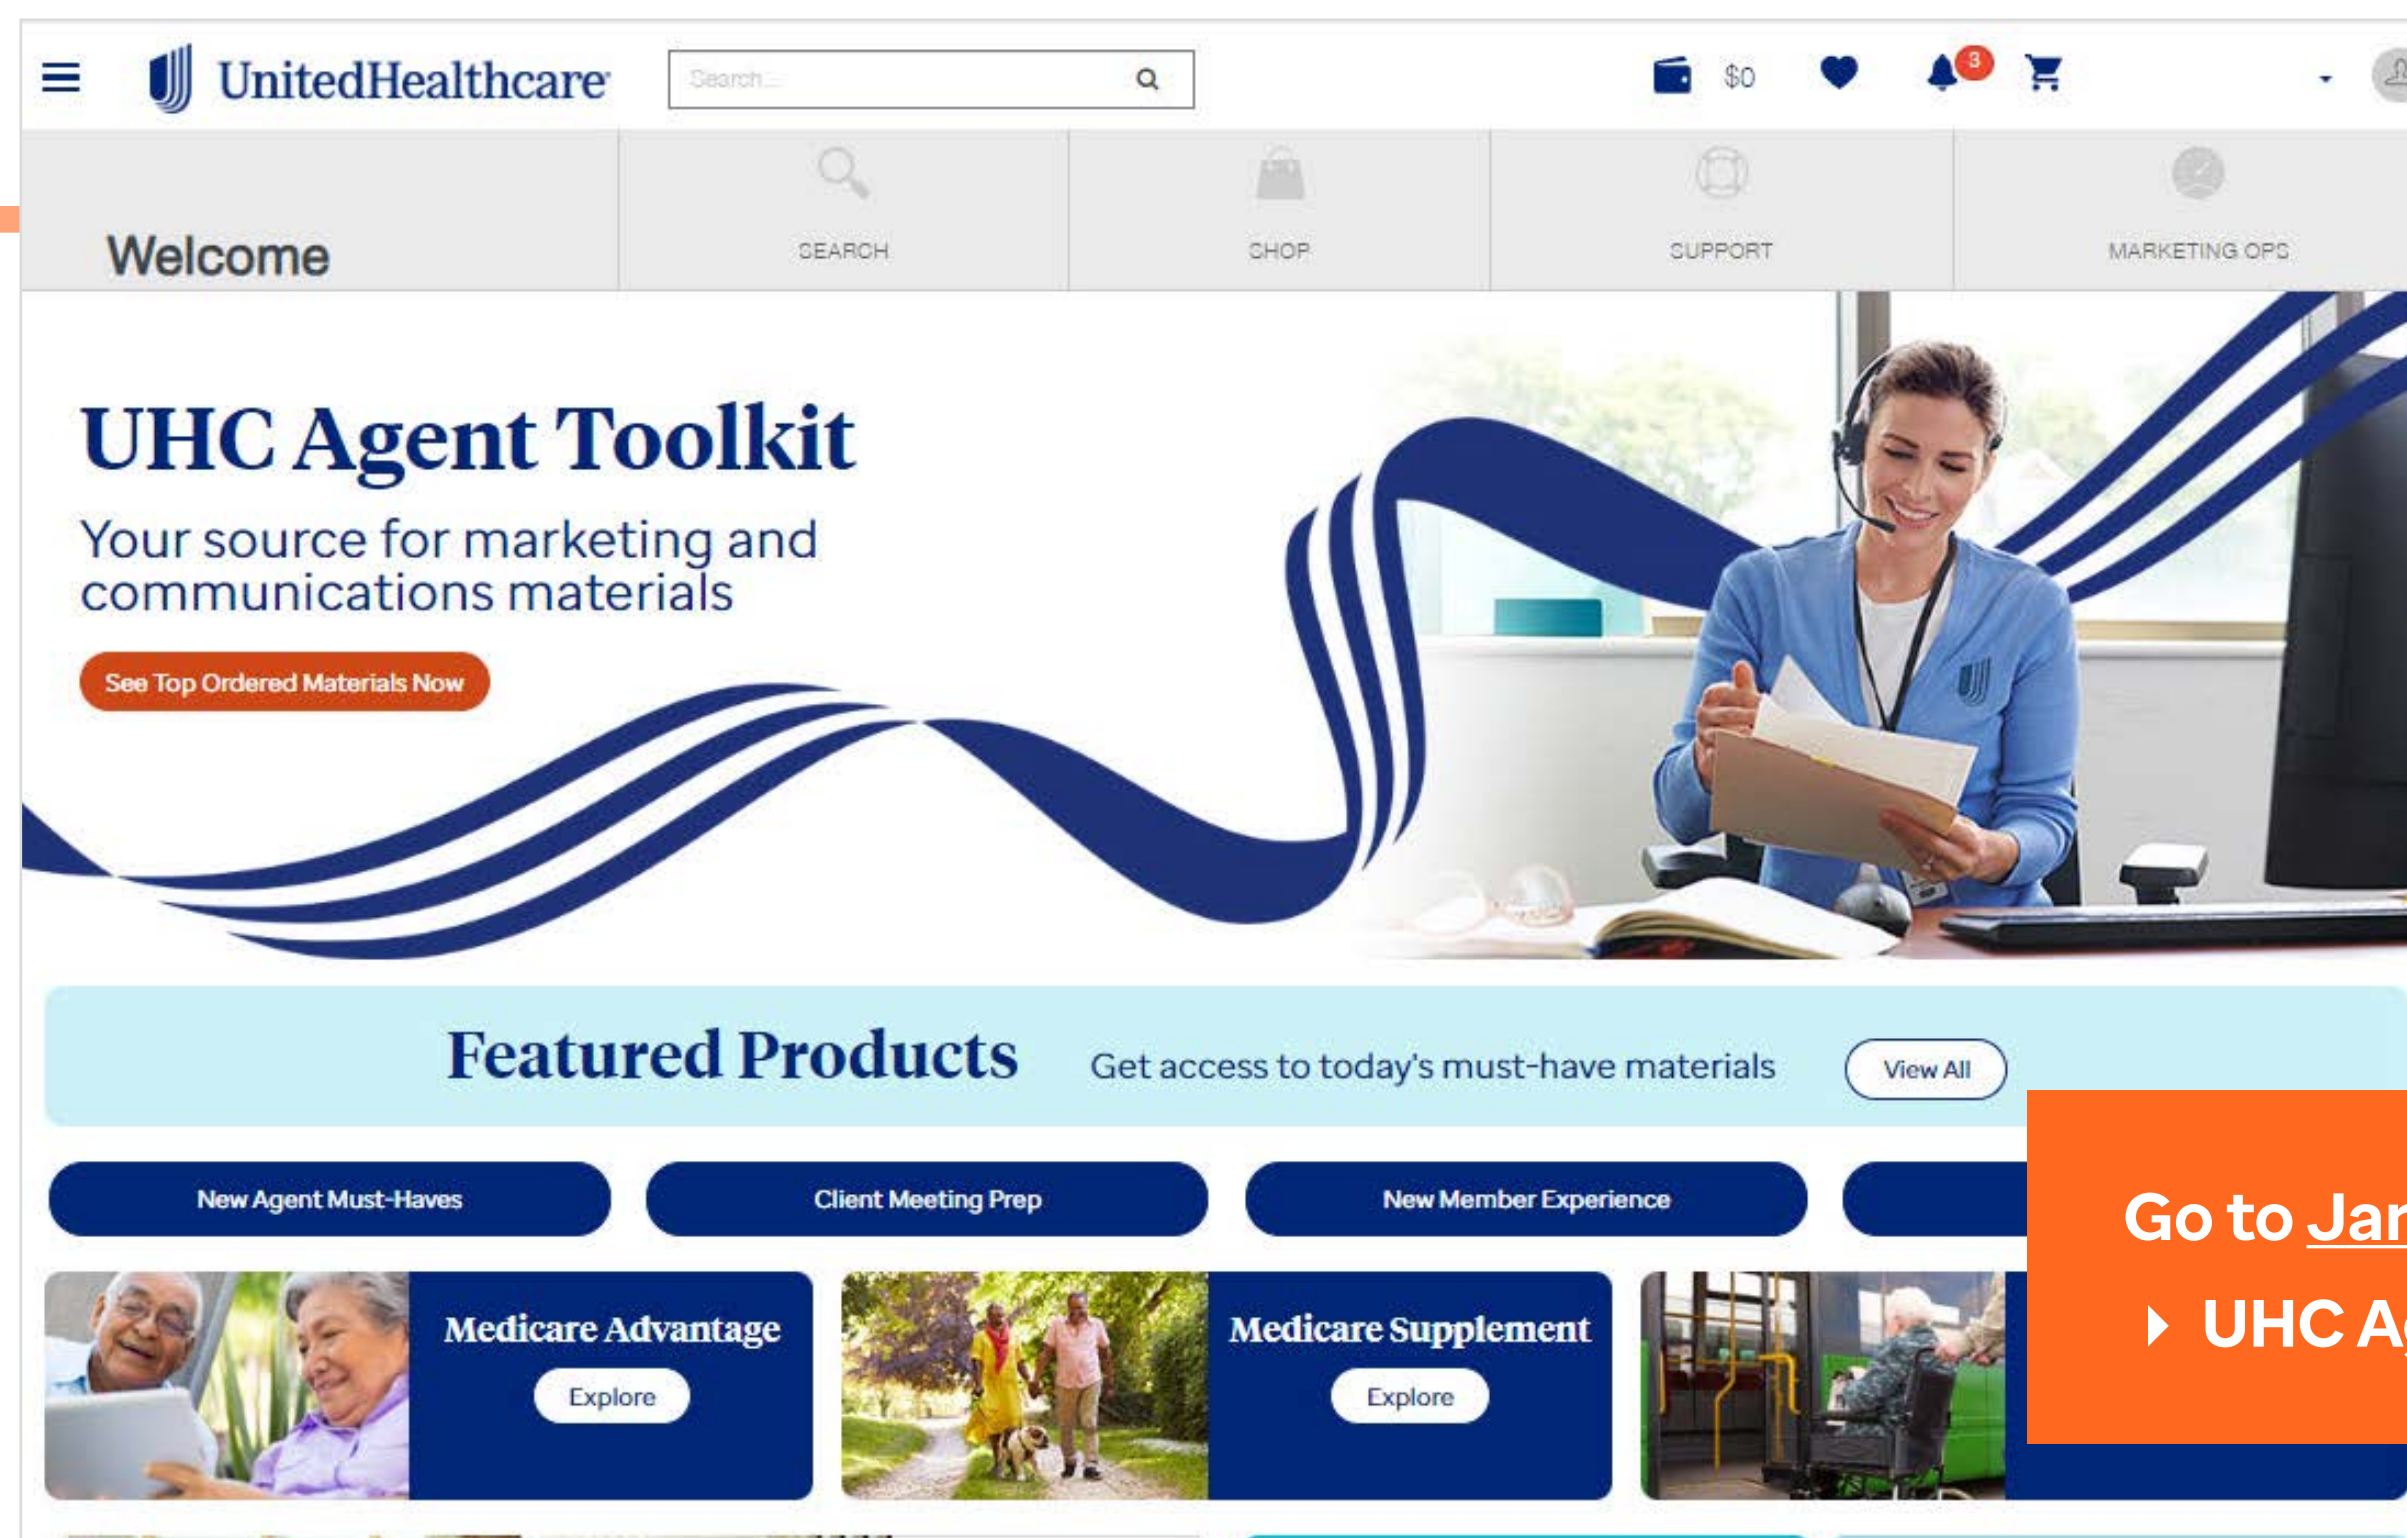 UnitedHealthcare
Search...
$0
3
Welcome
SEARCH
SHOP
SUPPORT
MARKETING OPS
UHC Agent Toolkit
Your source for marketing and
communications materials
See Top Ordered Materials Now
Featured Products
Get access to today's must-have materials
View All
New Agent Must-Haves
Client Meeting Prep
New Member Experience
Go to
UHC
Medicare Advantage
Explore
Medicare Supplement
Explore